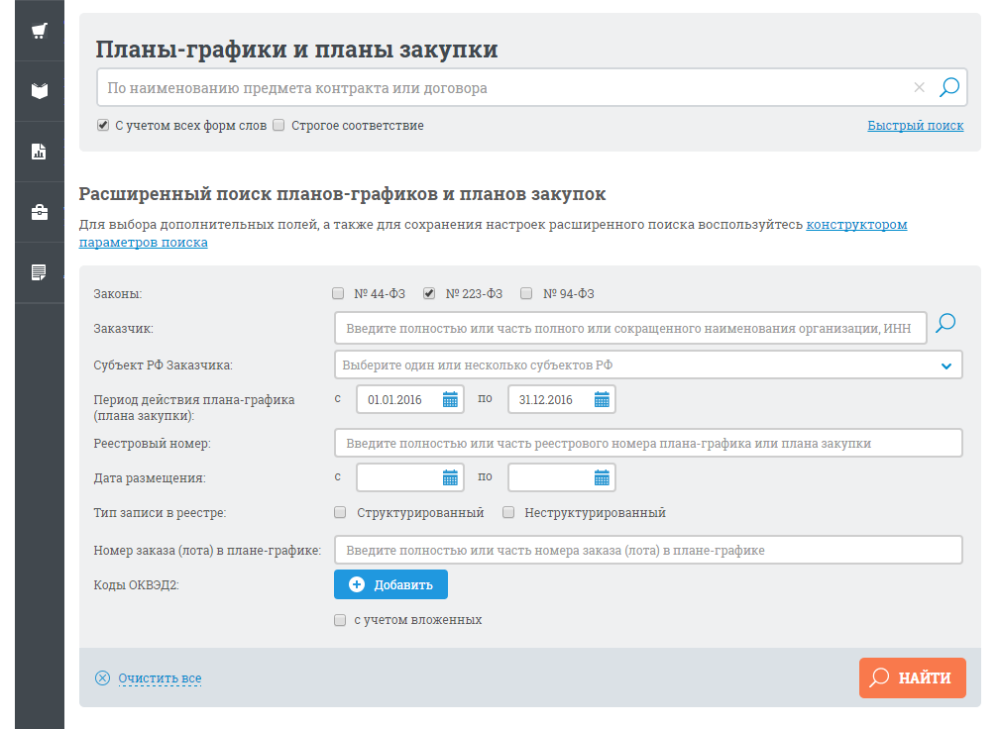 Планы-графики и планы закупки
По наименованию предмета контракта или договора
С учетом всех форм слов Строгое соответствие Быстрый поиск
Расширенный поиск планов-графиков и планов закупок
Для выбора дополнительных полей, а также для сохранения настроек расширенного поиска воспользуйтесь конструктором
параметров поиска
Законы: № 44-ФЗ № 223-ФЗ № 94-ФЗ
Заказчик: Введите полностью или часть полного или сокращенного наименования организации, ИНН
Субъект РФ Заказчика: Выберите один или несколько субъектов РФ
Период действия плана-графика с 01.01.2016 по 31.12.2016
(плана закупки):
Реестровый номер: Введите полностью или часть реестрового номера плана-графика или плана закупки
Дата размещения: с по
Тип записи в реестре: Структурированный Неструктурированный
Номер заказа (лота) в плане-графике: Введите полностью или часть номера заказа (лота) в плане-графике
Коды ОКВЭД2: Добавить
с учетом вложенных
Очистить все НАЙТИ